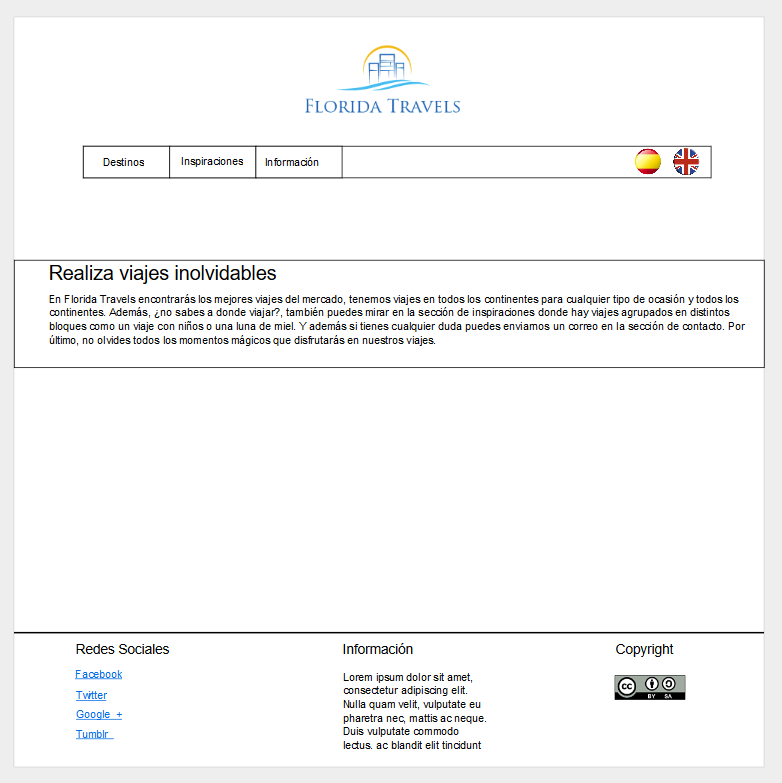 FLORIDA TRAVELS
Destinos Inspiraciones Información
Realiza viajes inolvidables
En Florida Travels encontrarás los mejores viajes del mercado, tenemos viajes en todos los continentes para cualquier tipo de ocasión y todos los
continentes. Además, ¿no sabes a donde viajar?, también puedes mirar en la sección de inspiraciones donde hay viajes agrupados en distintos
bloques como un viaje con niños o una luna de miel. Y además si tienes cualquier duda puedes enviarnos un correo en la sección de contacto. Por
último, no olvides todos los momentos mágicos que disfrutarás en nuestros viajes.
Redes Sociales
Facebook
Twitter
Google +
Tumblr
Información
Lorem ipsum dolor sit amet,
consectetur adipiscing elit.
Nulla quam velit, vulputate eu
pharetra nec, mattis ac neque.
Duis vulputate commodo
lectus. ac blandit elit tincidunt
Copyright
cc BY SA